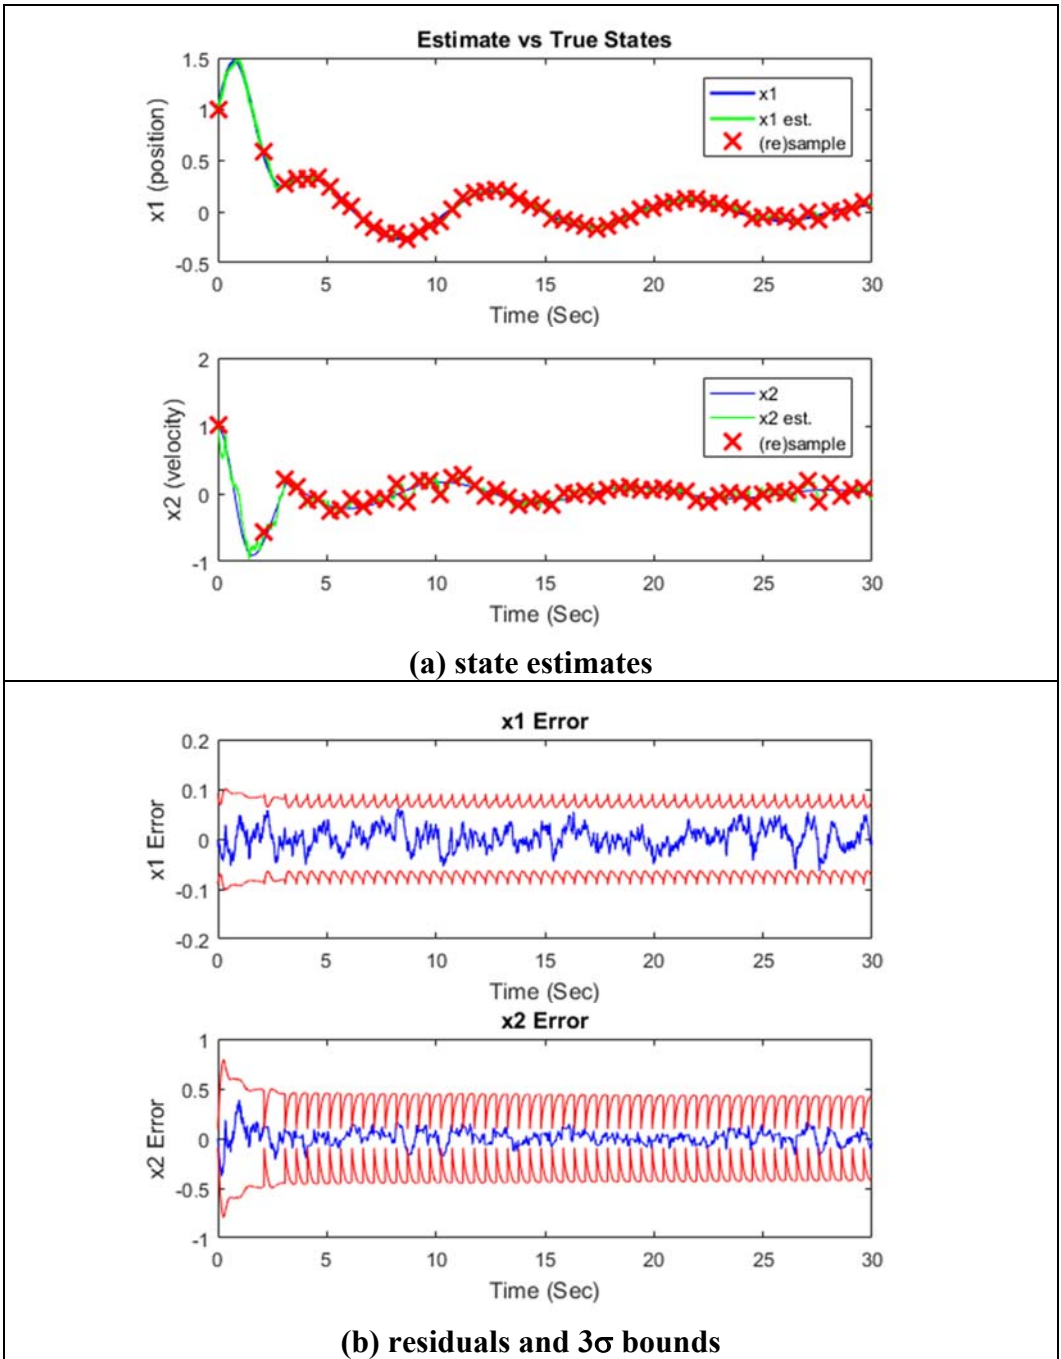 Estimate vs True States
1.5
1
0.5
0
-0.5
x1 (position)
x1
x1 est.
(re)sample
0 5 10 15 20 25 30
Time (Sec)
2
1
0
-1
x2 (velocity)
x2
x2 est.
(re)sample
0 5 10 15 20 25 30
Time (Sec)
(a) state estimates
x1 Error
0.2
0.1
0
-0.1
-0.2
x1 Error
0 5 10 15 20 25 30
Time (Sec)
x2 Error
1
0.5
0
-0.5
-1
x2 Error
0 5 10 15 20 25 30
Time (Sec)
(b) residuals and 3σ bounds